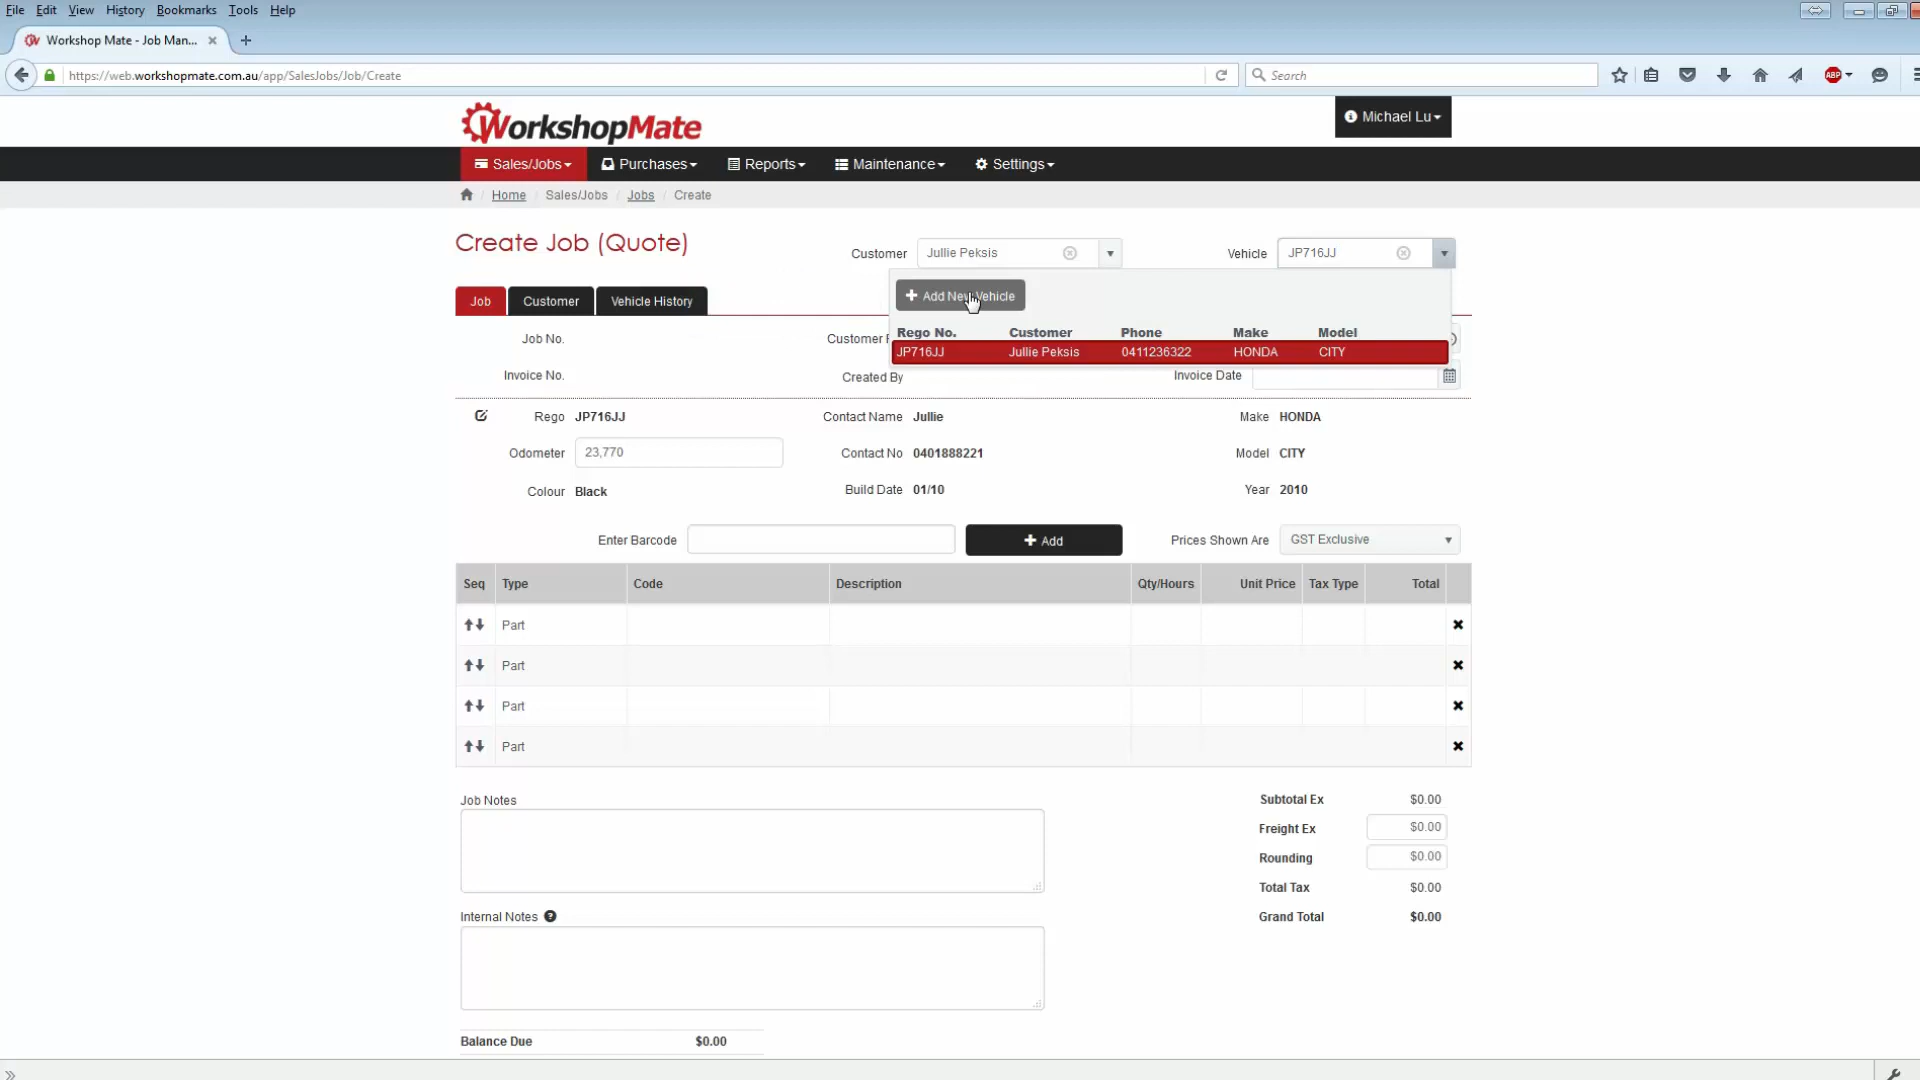 File Edit View History Bookmarks Tools Help
Workshop Mate - Job Man...
https://web.workshopmate.com.au/app/SalesJobs/Job/Create
Search
ABP
WorkshopMate
Michael Lu
Sales/Jobs Purchases Reports Maintenance Settings
/ Home / Sales/Jobs / Jobs / Create
Create Job (Quote)
Customer Jullie Peksis
Vehicle JP716JJ
Job Customer Vehicle History
+ Add New Vehicle
Rego No. Customer Phone Make Model
JP716JJ Jullie Peksis 0411236322 HONDA CITY
Job No.
Customer
Invoice No.
Created By
Invoice Date
Rego JP716JJ
Contact Name Jullie
Make HONDA
Odometer 23,770
Contact No 0401888221
Model CITY
Colour Black
Build Date 01/10
Year 2010
Enter Barcode
+ Add
Prices Shown Are GST Exclusive
Seq Type Code Description Qty/Hours Unit Price Tax Type Total
Part
Part
Part
Part
Job Notes
Subtotal Ex $0.00
Freight Ex $0.00
Rounding $0.00
Total Tax $0.00
Grand Total $0.00
Internal Notes ?
Balance Due $0.00